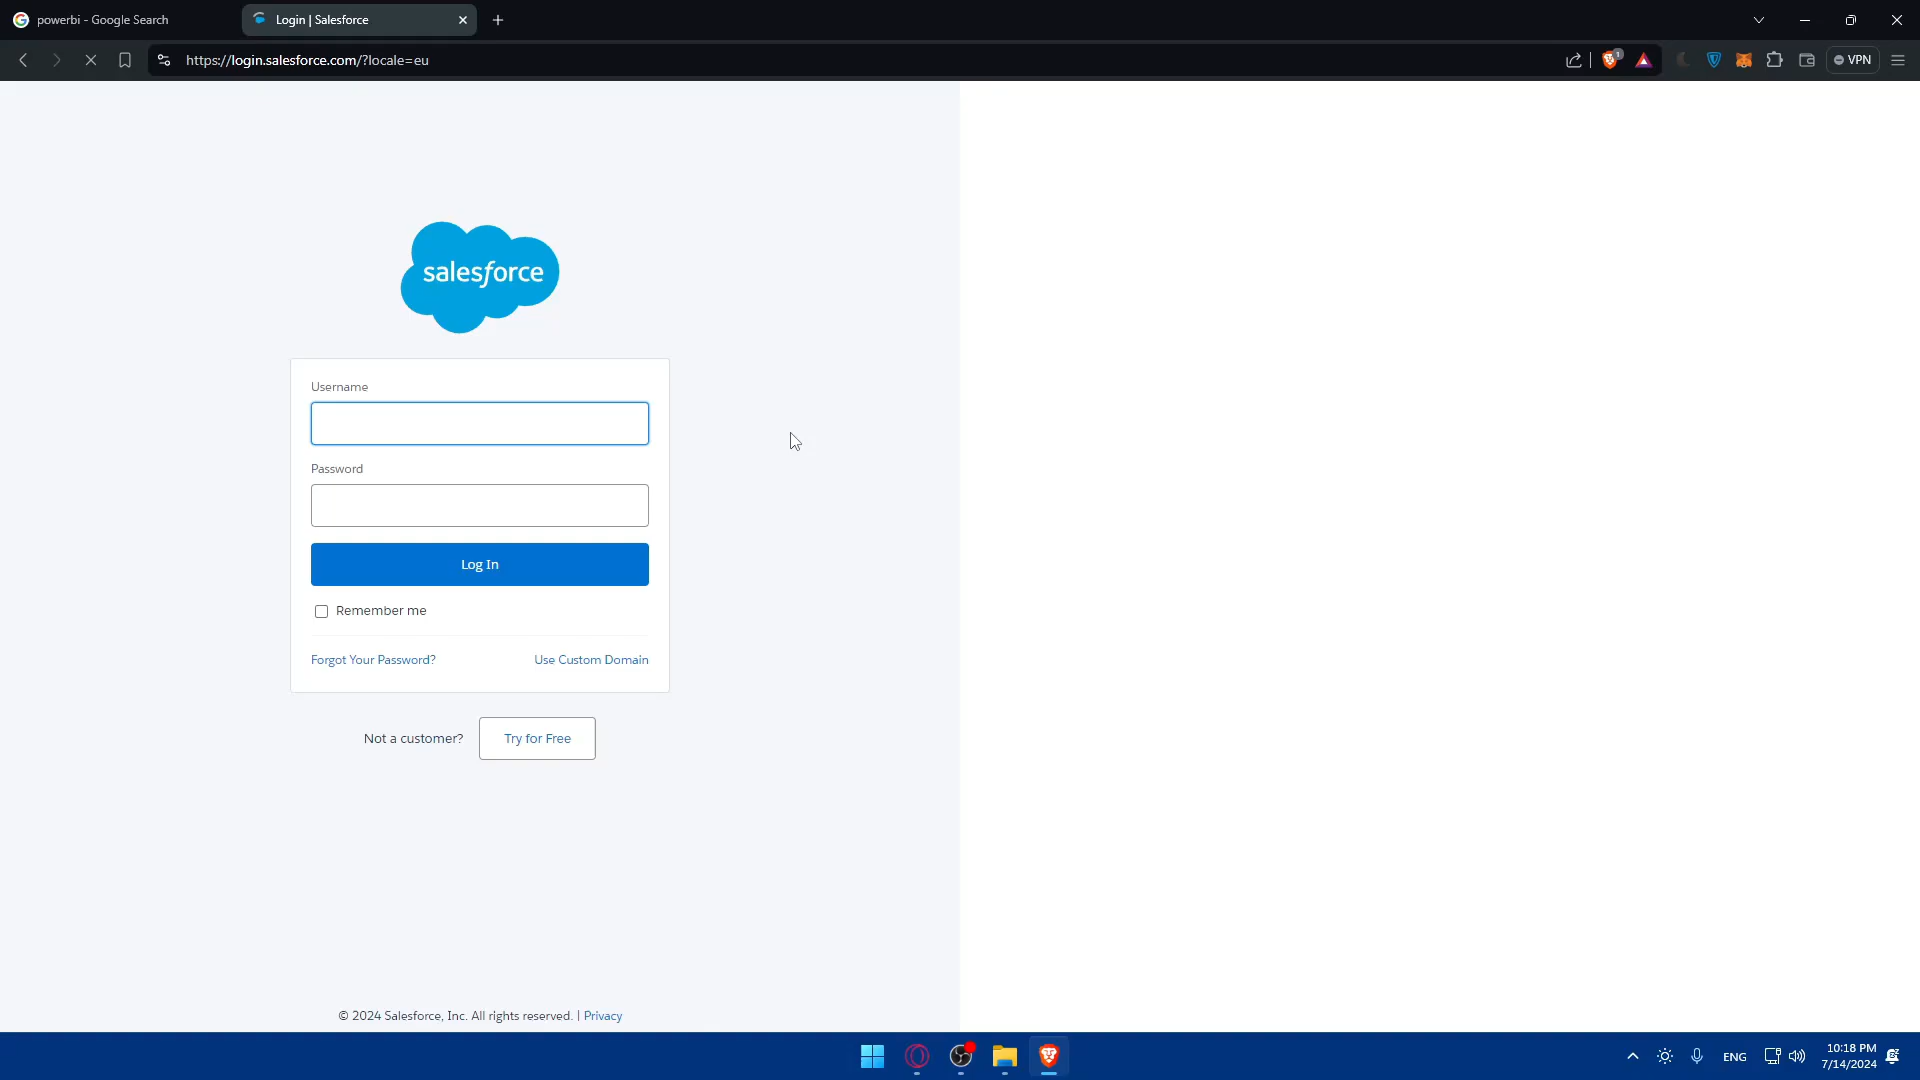 powerbi - Google Search
Login | Salesforce
https://login.salesforce.com/?locale=eu
1
VPN
salesforce
Username
Password
Log In
Remember me
Forgot Your Password?
Use Custom Domain
Not a customer?
Try for Free
© 2024 Salesforce, Inc. All rights reserved. | Privacy
ENG
10:18 PM
7/14/2024